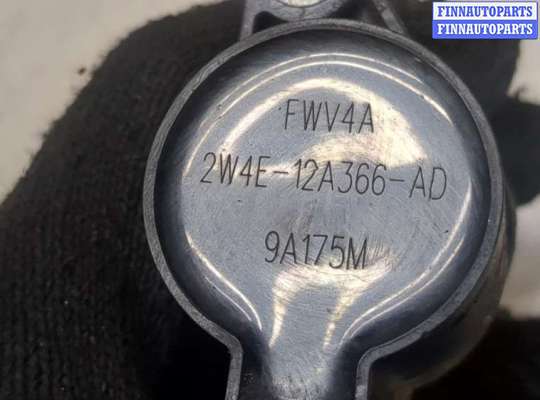 FINNAUTOPARTS
FINNAUTOPARTS
FWV4A
2W4E-12A366-AD
9A175M